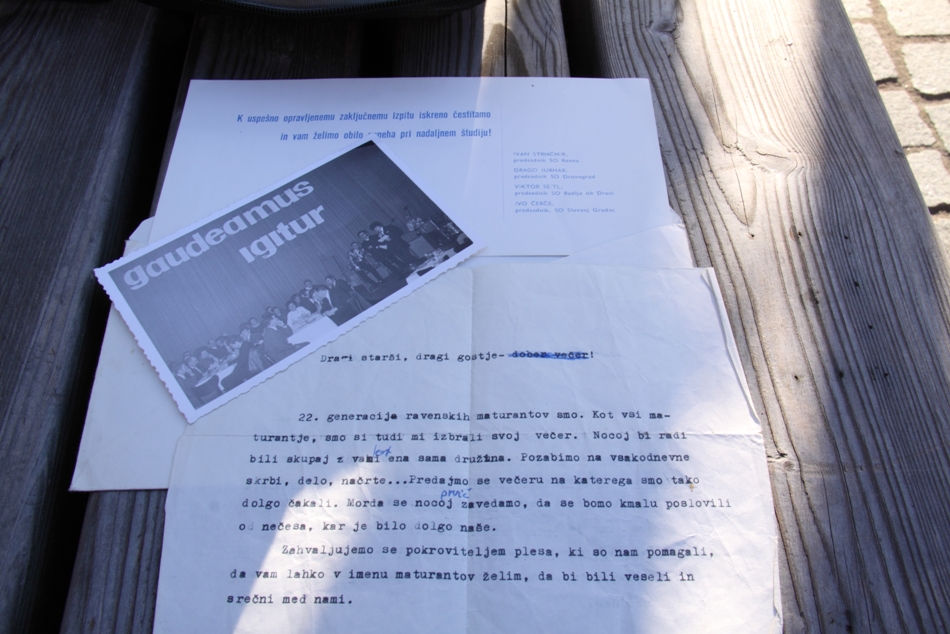 K uspešno opravljenemu zaključnemu izpitu iskreno čestitamo
in vam želimo obilo uspeha pri nadaljnem študiju!
IVAN STRMČNIK,
predsednik SO Ravne
DRAGO JURHAR,
predsednik SO Dravograd
VIKTOR
predsednik SO Radlje ob Dravi
IVO ČERČE,
predsednik SO Slovenj Gradec
gaudeamus
igitur
Dragi starši, dragi gostje- dober večer!
22. generacija ravenskih maturantov smo. Kot vsi ma-
turantje, smo si tudi mi izbrali svoj večer. Nocoj bi radi
kot
bili skupaj z vami ena sama družina. Pozabimo na vsakodnevne
skrbi, delo, načrte...Predajmo se večeru na katerega smo tako
prvič
dolgo čakali. Morda se nocoj zavedamo, da se bomo kmalu poslovili
od nečesa, kar je bilo dolgo naše.
Zahvaljujemo se pokroviteljem plesa, ki so nam pomagali,
da vam lahko v imenu maturantov želim, da bi bili veseli in
srečni med nami.